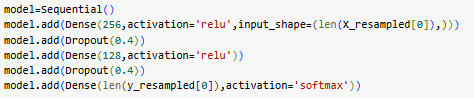 model=Sequential()
model.add(Dense(256,activation='relu',input_shape=(len(X_resampled[0]),)))
model.add(Dropout(0.4))
model.add(Dense(128,activation='relu'))
model.add(Dropout(0.4))
model.add(Dense(len(y_resampled[0]),activation='softmax'))